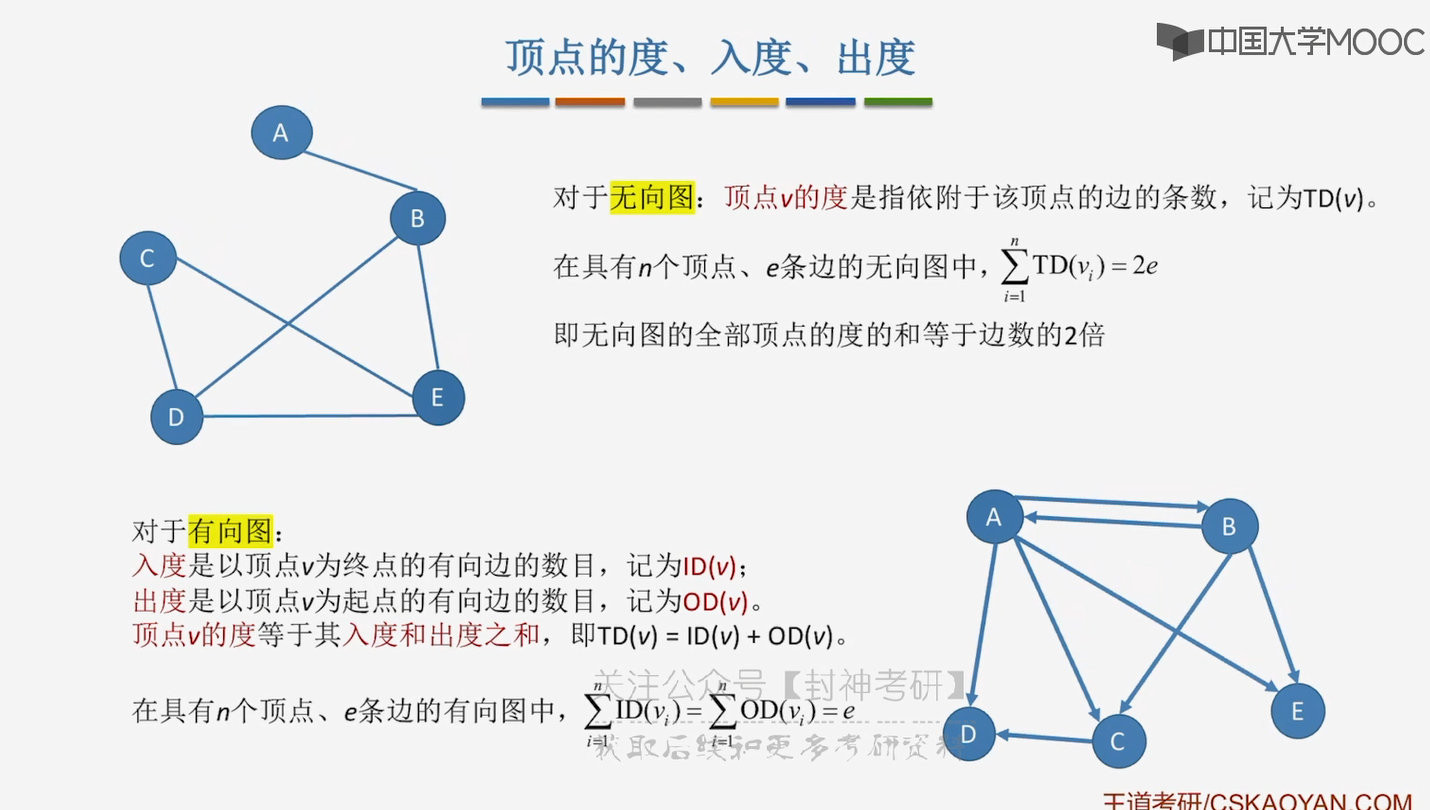 顶点的度、入度、出度
中国大学MOOC
A
B
C
D
E
对于无向图：顶点v的度是指依附于该顶点的边的条数，记为TD(v)。
在具有n个顶点、e条边的无向图中，∑_{i=1}^{n} TD(v_i) = 2e
即无向图的全部顶点的度的和等于边数的2倍
对于有向图：
入度是以顶点v为终点的有向边的数目，记为ID(v)；
出度是以顶点v为起点的有向边的数目，记为OD(v)。
顶点v的度等于其入度和出度之和，即TD(v) = ID(v) + OD(v)。
关注公众号【封神考研】
在具有n个顶点、e条边的有向图中，∑_{i=1}^{n} ID(v_i) = ∑_{i=1}^{n} OD(v_i) = e
获取后续和更多考研资料
A
B
E
D
C
王道考研/CSKAOYAN.COM